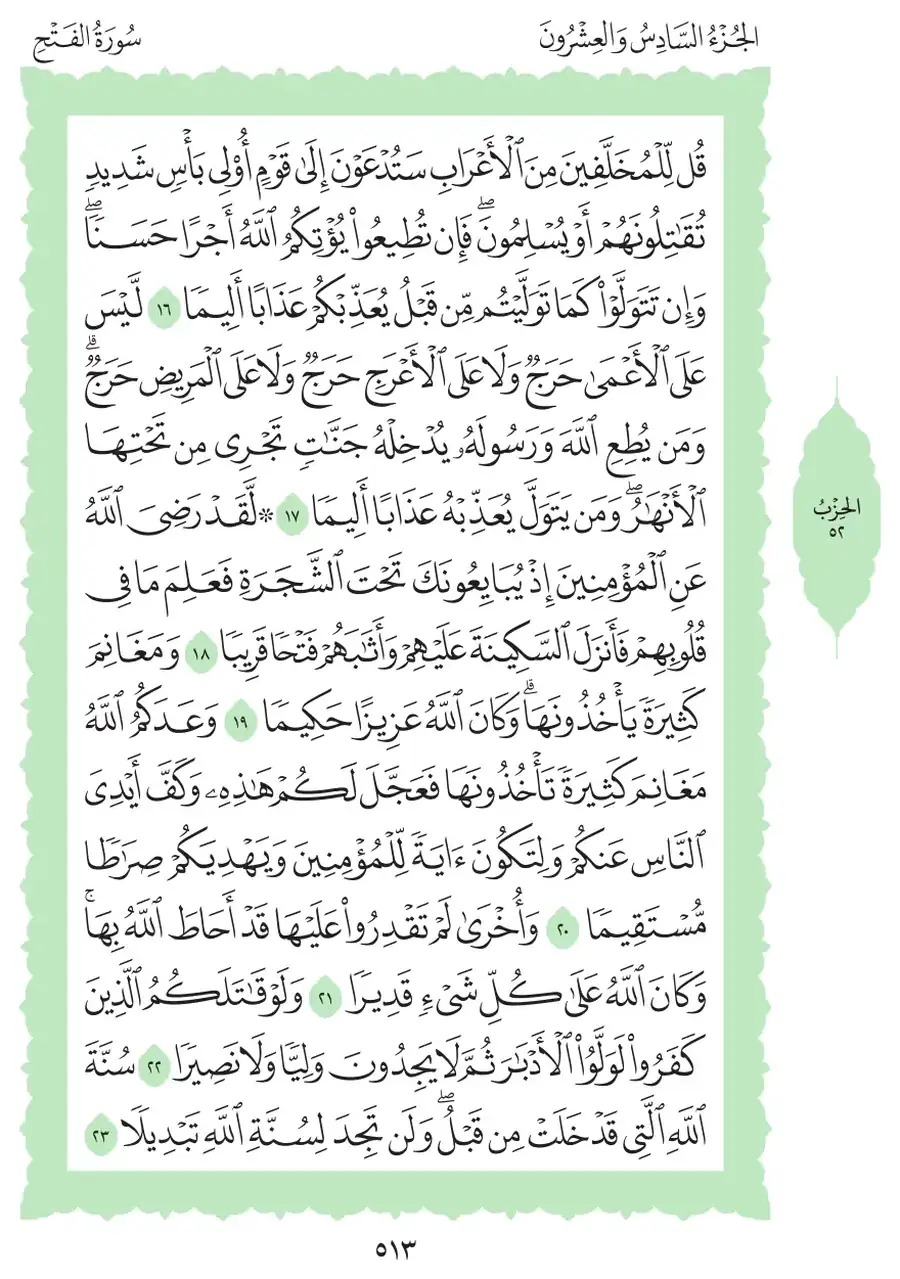 الجُزْءُ السَّادِسُ وَالعِشْرُونَ
سُورَةُ الفَتْحِ
قُل لِّلْمُخَلَّفِينَ مِنَ ٱلْأَعْرَابِ سَتُدْعَوْنَ إِلَىٰ قَوْمٍ أُو۟لِى بَأْسٍ شَدِيدٍ
تُقَـٰتِلُونَهُمْ أَوْ يُسْلِمُونَ ۖ فَإِن تُطِيعُوا۟ يُؤْتِكُمُ ٱللَّهُ أَجْرًا حَسَنًا ۖ
وَإِن تَتَوَلَّوْا۟ كَمَا تَوَلَّيْتُم مِّن قَبْلُ يُعَذِّبْكُمْ عَذَابًا أَلِيمًا ١٦ لَّيْسَ
عَلَى ٱلْأَعْمَىٰ حَرَجٌ وَلَا عَلَى ٱلْأَعْرَجِ حَرَجٌ وَلَا عَلَى ٱلْمَرِيضِ حَرَجٌ ۗ
وَمَن يُطِعِ ٱللَّهَ وَرَسُولَهُۥ يُدْخِلْهُ جَنَّـٰتٍ تَجْرِى مِن تَحْتِهَا
ٱلْأَنْهَـٰرُ ۖ وَمَن يَتَوَلَّ يُعَذِّبْهُ عَذَابًا أَلِيمًا ١٧ * لَّقَدْ رَضِىَ ٱللَّهُ
عَنِ ٱلْمُؤْمِنِينَ إِذْ يُبَايِعُونَكَ تَحْتَ ٱلشَّجَرَةِ فَعَلِمَ مَا فِى
قُلُوبِهِمْ فَأَنزَلَ ٱلسَّكِينَةَ عَلَيْهِمْ وَأَثَـٰبَهُمْ فَتْحًا قَرِيبًا ١٨ وَمَغَانِمَ
كَثِيرَةً يَأْخُذُونَهَا ۗ وَكَانَ ٱللَّهُ عَزِيزًا حَكِيمًا ١٩ وَعَدَكُمُ ٱللَّهُ
مَغَانِمَ كَثِيرَةً تَأْخُذُونَهَا فَعَجَّلَ لَكُمْ هَـٰذِهِۦ وَكَفَّ أَيْدِىَ
ٱلنَّاسِ عَنكُمْ وَلِتَكُونَ ءَايَةً لِّلْمُؤْمِنِينَ وَيَهْدِيَكُمْ صِرَٰطًا
مُّسْتَقِيمًا ٢٠ وَأُخْرَىٰ لَمْ تَقْدِرُوا۟ عَلَيْهَا قَدْ أَحَاطَ ٱللَّهُ بِهَا ۚ
وَكَانَ ٱللَّهُ عَلَىٰ كُلِّ شَىْءٍ قَدِيرًا ٢١ وَلَوْ قَـٰتَلَكُمُ ٱلَّذِينَ
كَفَرُوا۟ لَوَلَّوُا۟ ٱلْأَدْبَـٰرَ ثُمَّ لَا يَجِدُونَ وَلِيًّا وَلَا نَصِيرًا ٢٢ سُنَّةَ
ٱللَّهِ ٱلَّتِى قَدْ خَلَتْ مِن قَبْلُ ۖ وَلَن تَجِدَ لِسُنَّةِ ٱللَّهِ تَبْدِيلًا ٢٣
الحِزْبُ
٥٢
٥١٣